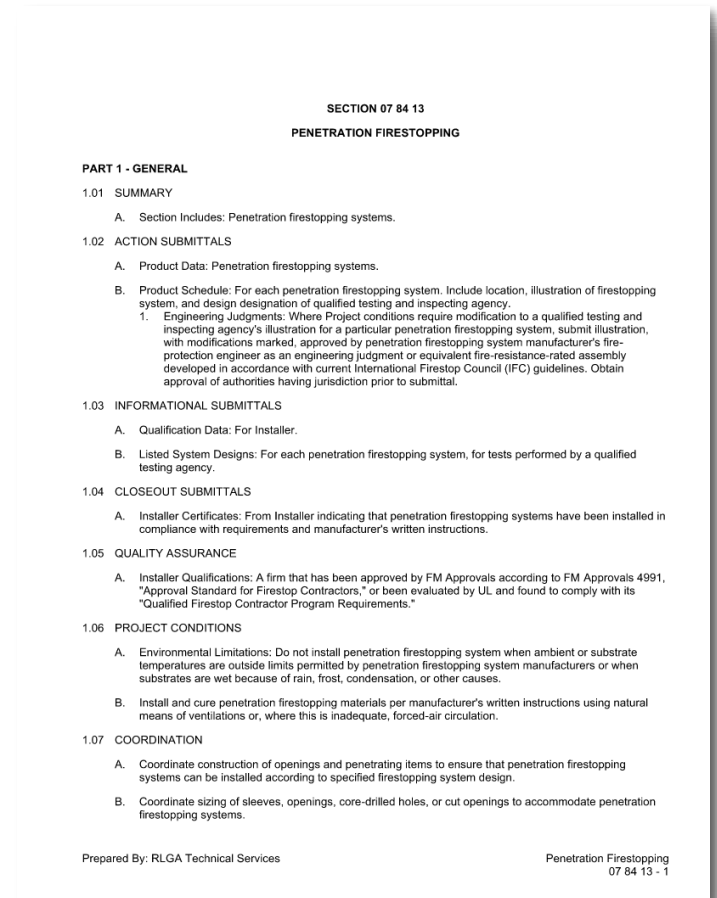 SECTION 07 84 13
PENETRATION FIRESTOPPING
PART 1 - GENERAL
1.01 SUMMARY
A. Section Includes: Penetration firestopping systems.
1.02 ACTION SUBMITTALS
A. Product Data: Penetration firestopping systems.
B. Product Schedule: For each penetration firestopping system. Include location, illustration of firestopping
system, and design designation of qualified testing and inspecting agency.
1. Engineering Judgments: Where Project conditions require modification to a qualified testing and
inspecting agency's illustration for a particular penetration firestopping system, submit illustration,
with modifications marked, approved by penetration firestopping system manufacturer's fire-
protection engineer as an engineering judgment or equivalent fire-resistance-rated assembly
developed in accordance with current International Firestop Council (IFC) guidelines. Obtain
approval of authorities having jurisdiction prior to submittal.
1.03 INFORMATIONAL SUBMITTALS
A. Qualification Data: For Installer.
B. Listed System Designs: For each penetration firestopping system, for tests performed by a qualified
testing agency.
1.04 CLOSEOUT SUBMITTALS
A. Installer Certificates: From Installer indicating that penetration firestopping systems have been installed in
compliance with requirements and manufacturer's written instructions.
1.05 QUALITY ASSURANCE
A. Installer Qualifications: A firm that has been approved by FM Approvals according to FM Approvals 4991,
"Approval Standard for Firestop Contractors," or been evaluated by UL and found to comply with its
"Qualified Firestop Contractor Program Requirements."
1.06 PROJECT CONDITIONS
A. Environmental Limitations: Do not install penetration firestopping system when ambient or substrate
temperatures are outside limits permitted by penetration firestopping system manufacturers or when
substrates are wet because of rain, frost, condensation, or other causes.
B. Install and cure penetration firestopping materials per manufacturer's written instructions using natural
means of ventilations or, where this is inadequate, forced-air circulation.
1.07 COORDINATION
A. Coordinate construction of openings and penetrating items to ensure that penetration firestopping
systems can be installed according to specified firestopping system design.
B. Coordinate sizing of sleeves, openings, core-drilled holes, or cut openings to accommodate penetration
firestopping systems.
Prepared By: RLGA Technical Services
Penetration Firestopping
07 84 13 - 1